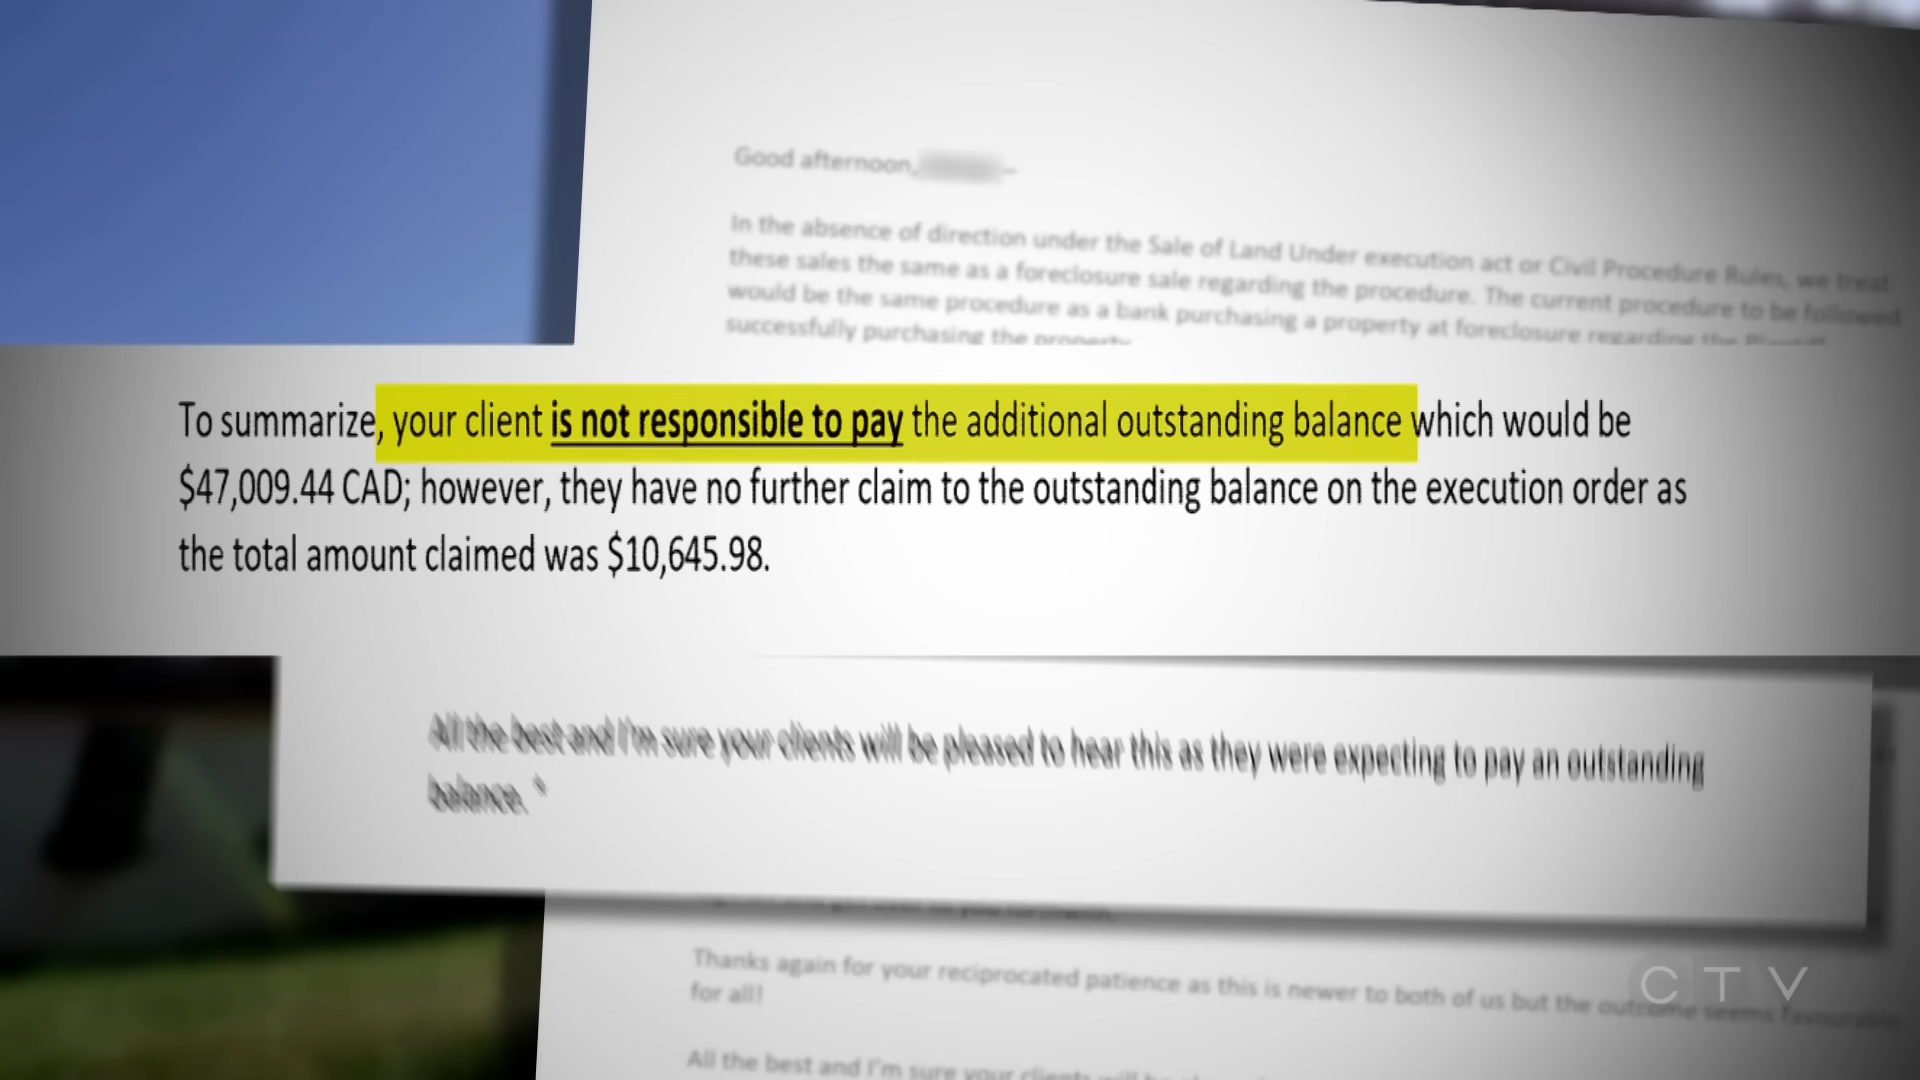 Good afternoon, –
In the absence of direction under the Sale of Land Under execution act or Civil Procedure Rules, we treat
these sales the same as a foreclosure sale regarding the procedure. The current procedure to be followed
would be the same procedure as a bank purchasing a property at foreclosure regarding the Plaintiff
successfully purchasing the property.
To summarize, your client is not responsible to pay the additional outstanding balance which would be
$47,009.44 CAD; however, they have no further claim to the outstanding balance on the execution order as
the total amount claimed was $10,645.98.
All the best and I'm sure your clients will be pleased to hear this as they were expecting to pay an outstanding
balance. "
Thanks again for your reciprocated patience as this is newer to both of us but the outcome seems favourable
for all!
All the best and I'm sure your clients will be
CTV